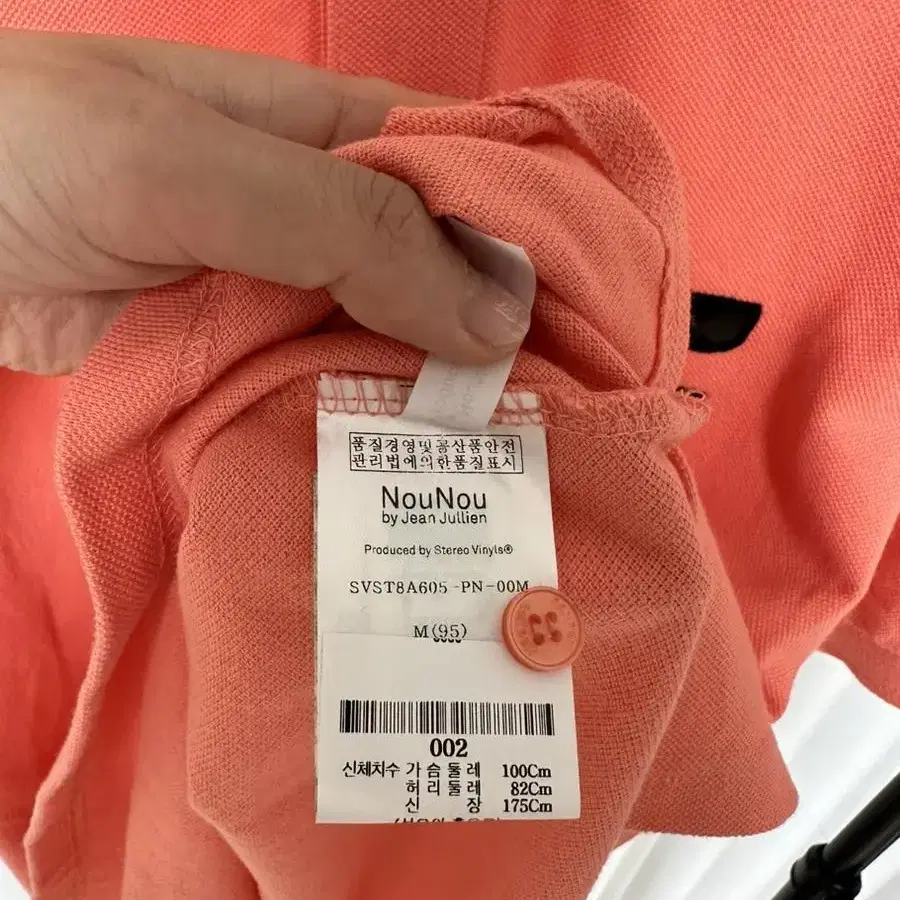 품질경영및공산품안전
관리법에의한품질표시
NouNou
by Jean Jullien
Produced by Stereo Vinyls®
SVST8A605-PN-00M
M(95)
002
신체치수 가슴둘레 100Cm
허리둘레 82Cm
신 장 175Cm